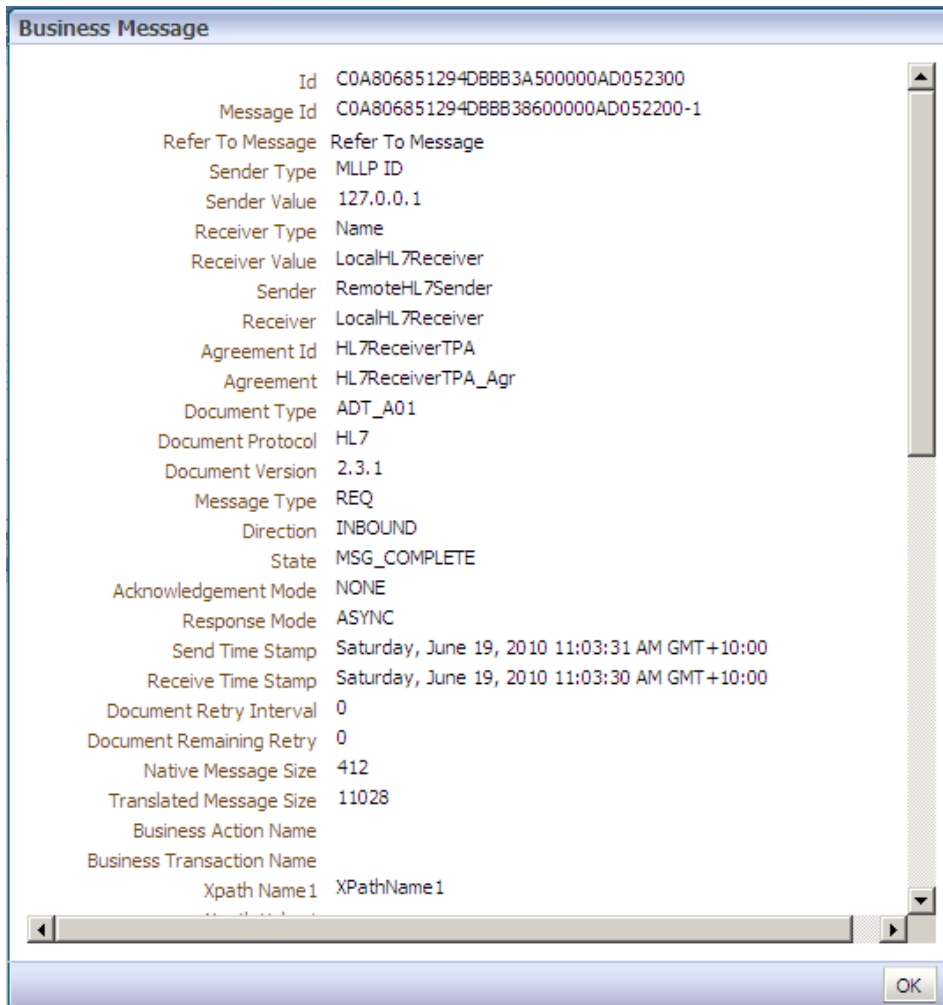 Business Message
Id C0A806851294DBBB3A500000AD052300
Message Id C0A806851294DBBB38600000AD052200-1
Refer To Message Refer To Message
Sender Type MLLP ID
Sender Value 127.0.0.1
Receiver Type Name
Receiver Value LocalHL7Receiver
Sender RemoteHL7Sender
Receiver LocalHL7Receiver
Agreement Id HL7ReceiverTPA
Agreement HL7ReceiverTPA_Agr
Document Type ADT_A01
Document Protocol HL7
Document Version 2.3.1
Message Type REQ
Direction INBOUND
State MSG_COMPLETE
Acknowledgement Mode NONE
Response Mode ASYNC
Send Time Stamp Saturday, June 19, 2010 11:03:31 AM GMT+10:00
Receive Time Stamp Saturday, June 19, 2010 11:03:30 AM GMT+10:00
Document Retry Interval 0
Document Remaining Retry 0
Native Message Size 412
Translated Message Size 11028
Business Action Name
Business Transaction Name
Xpath Name1 XPathName1
OK